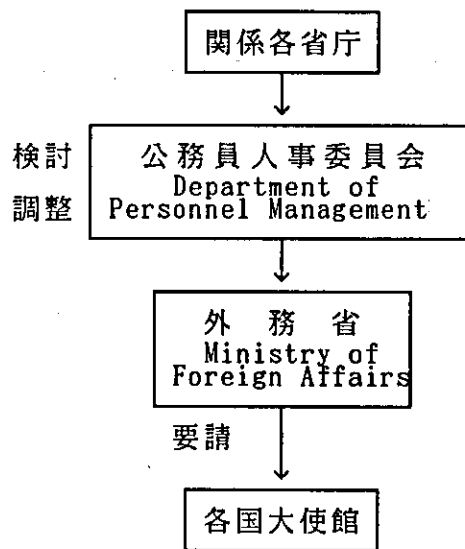 関係各省庁
検討
調整
公務員人事委員会
Department of
Personnel Management
外務省
Ministry of
Foreign Affairs
要請
各国大使館